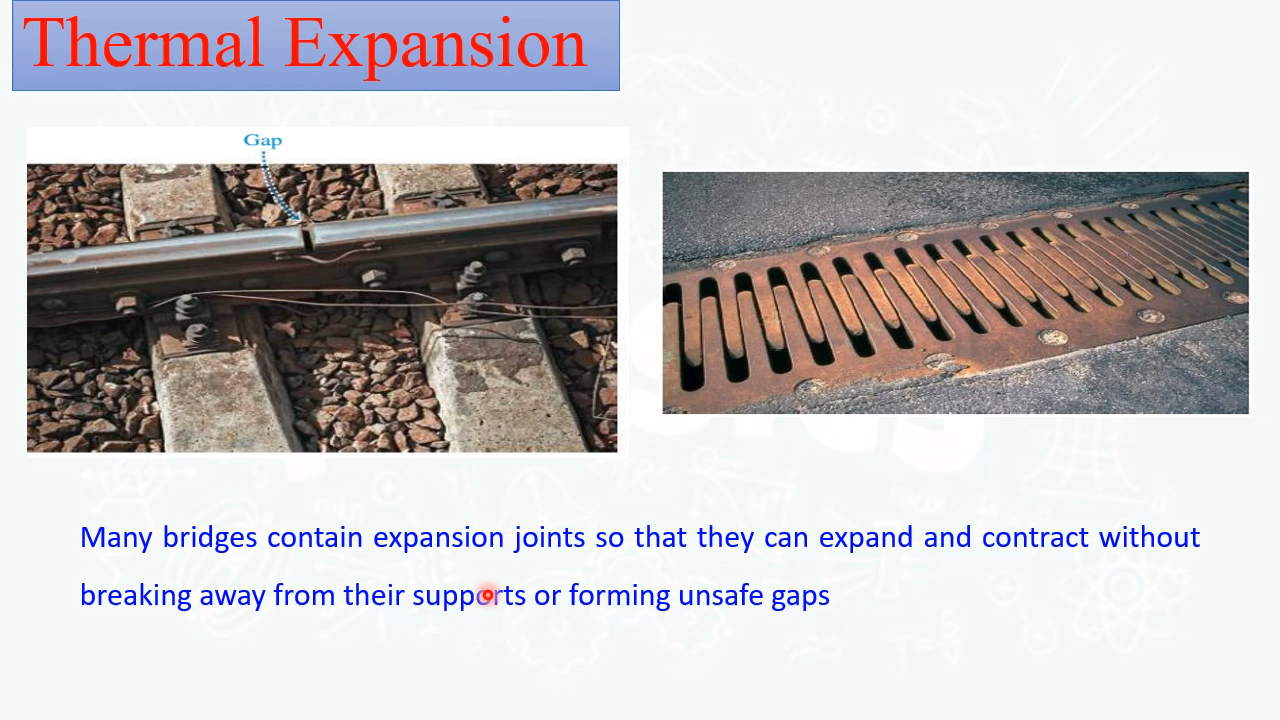 Thermal Expansion
Gap
Many bridges contain expansion joints so that they can expand and contract without
breaking away from their supports or forming unsafe gaps